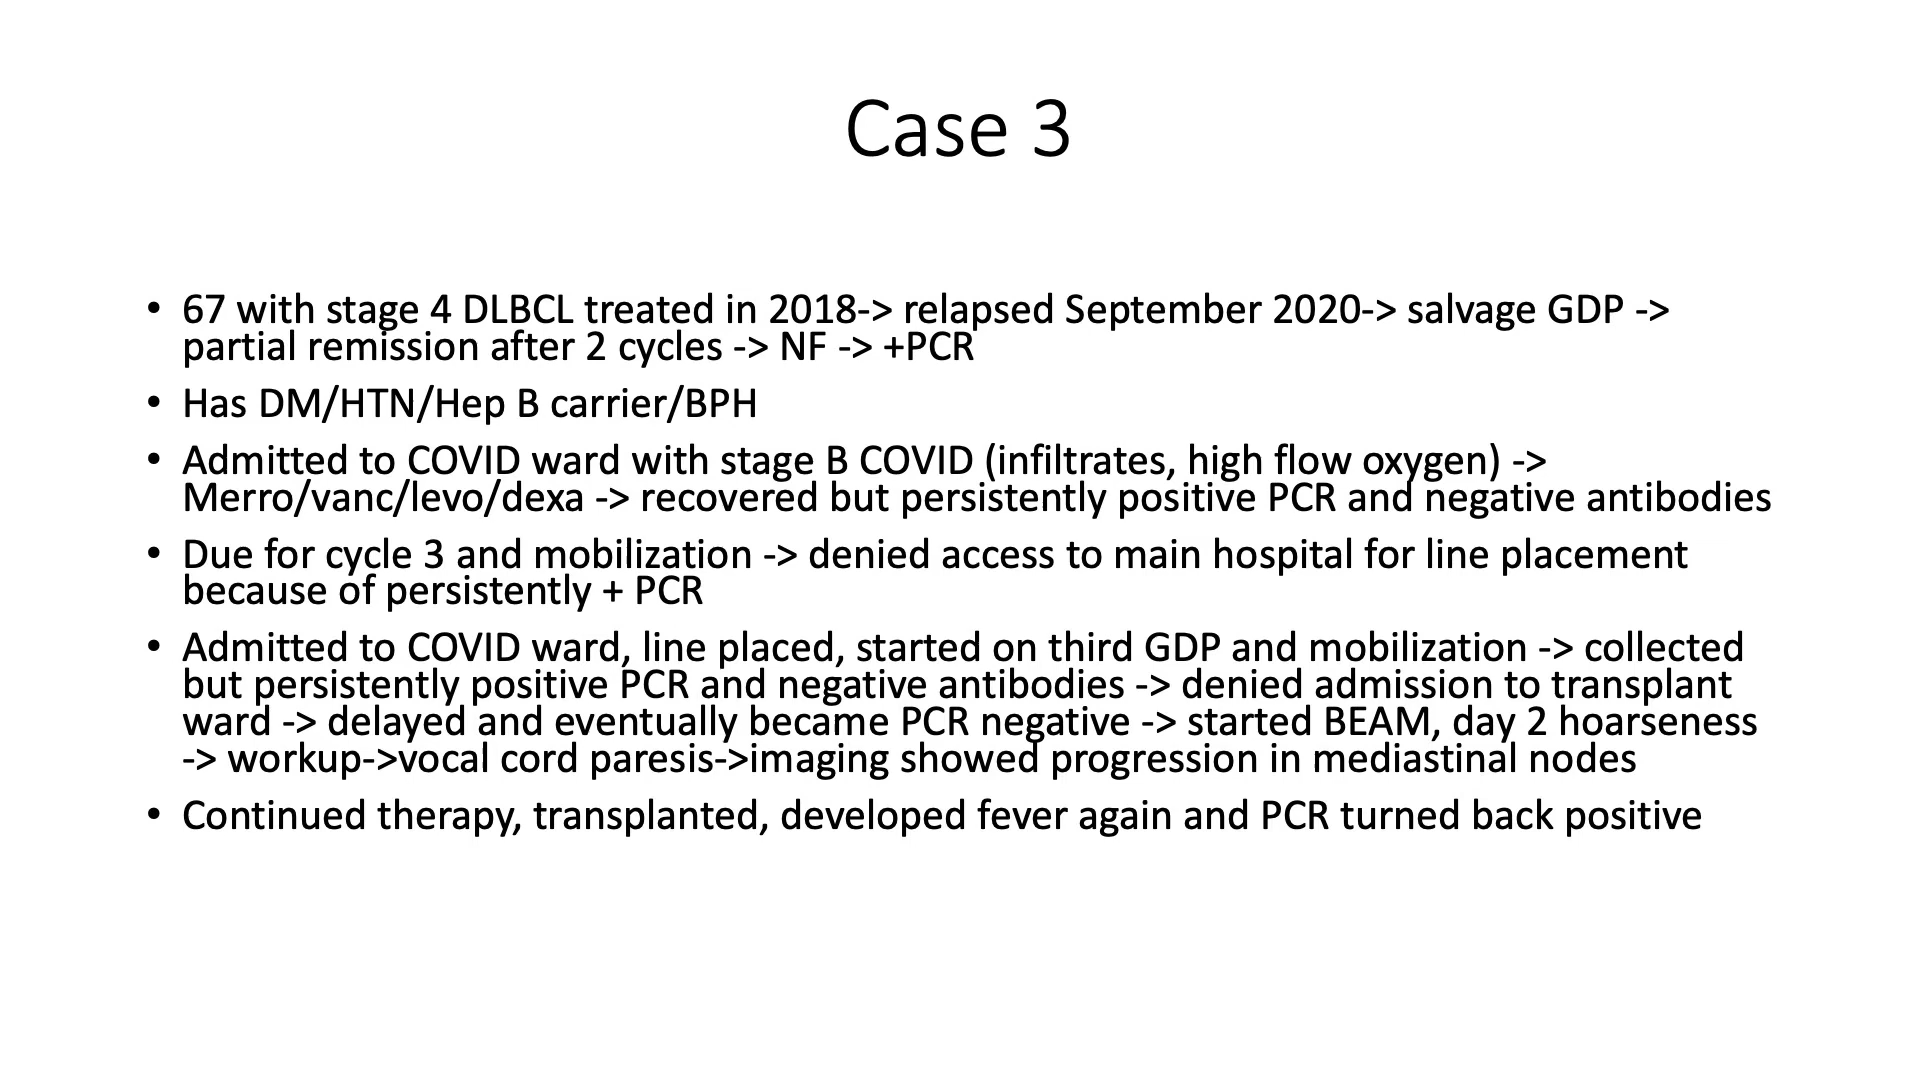 Case 3
• 67 with stage 4 DLBCL treated in 2018-> relapsed September 2020-> salvage GDP ->
partial remission after 2 cycles -> NF -> +PCR
• Has DM/HTN/Hep B carrier/BPH
• Admitted to COVID ward with stage B COVID (infiltrates, high flow oxygen) ->
Merro/vanc/levo/dexa -> recovered but persistently positive PCR and negative antibodies
• Due for cycle 3 and mobilization -> denied access to main hospital for line placement
because of persistently + PCR
• Admitted to COVID ward, line placed, started on third GDP and mobilization -> collected
but persistently positive PCR and negative antibodies -> denied admission to transplant
ward -> delayed and eventually became PCR negative -> started BEAM, day 2 hoarseness
-> workup->vocal cord paresis->imaging showed progression in mediastinal nodes
• Continued therapy, transplanted, developed fever again and PCR turned back positive